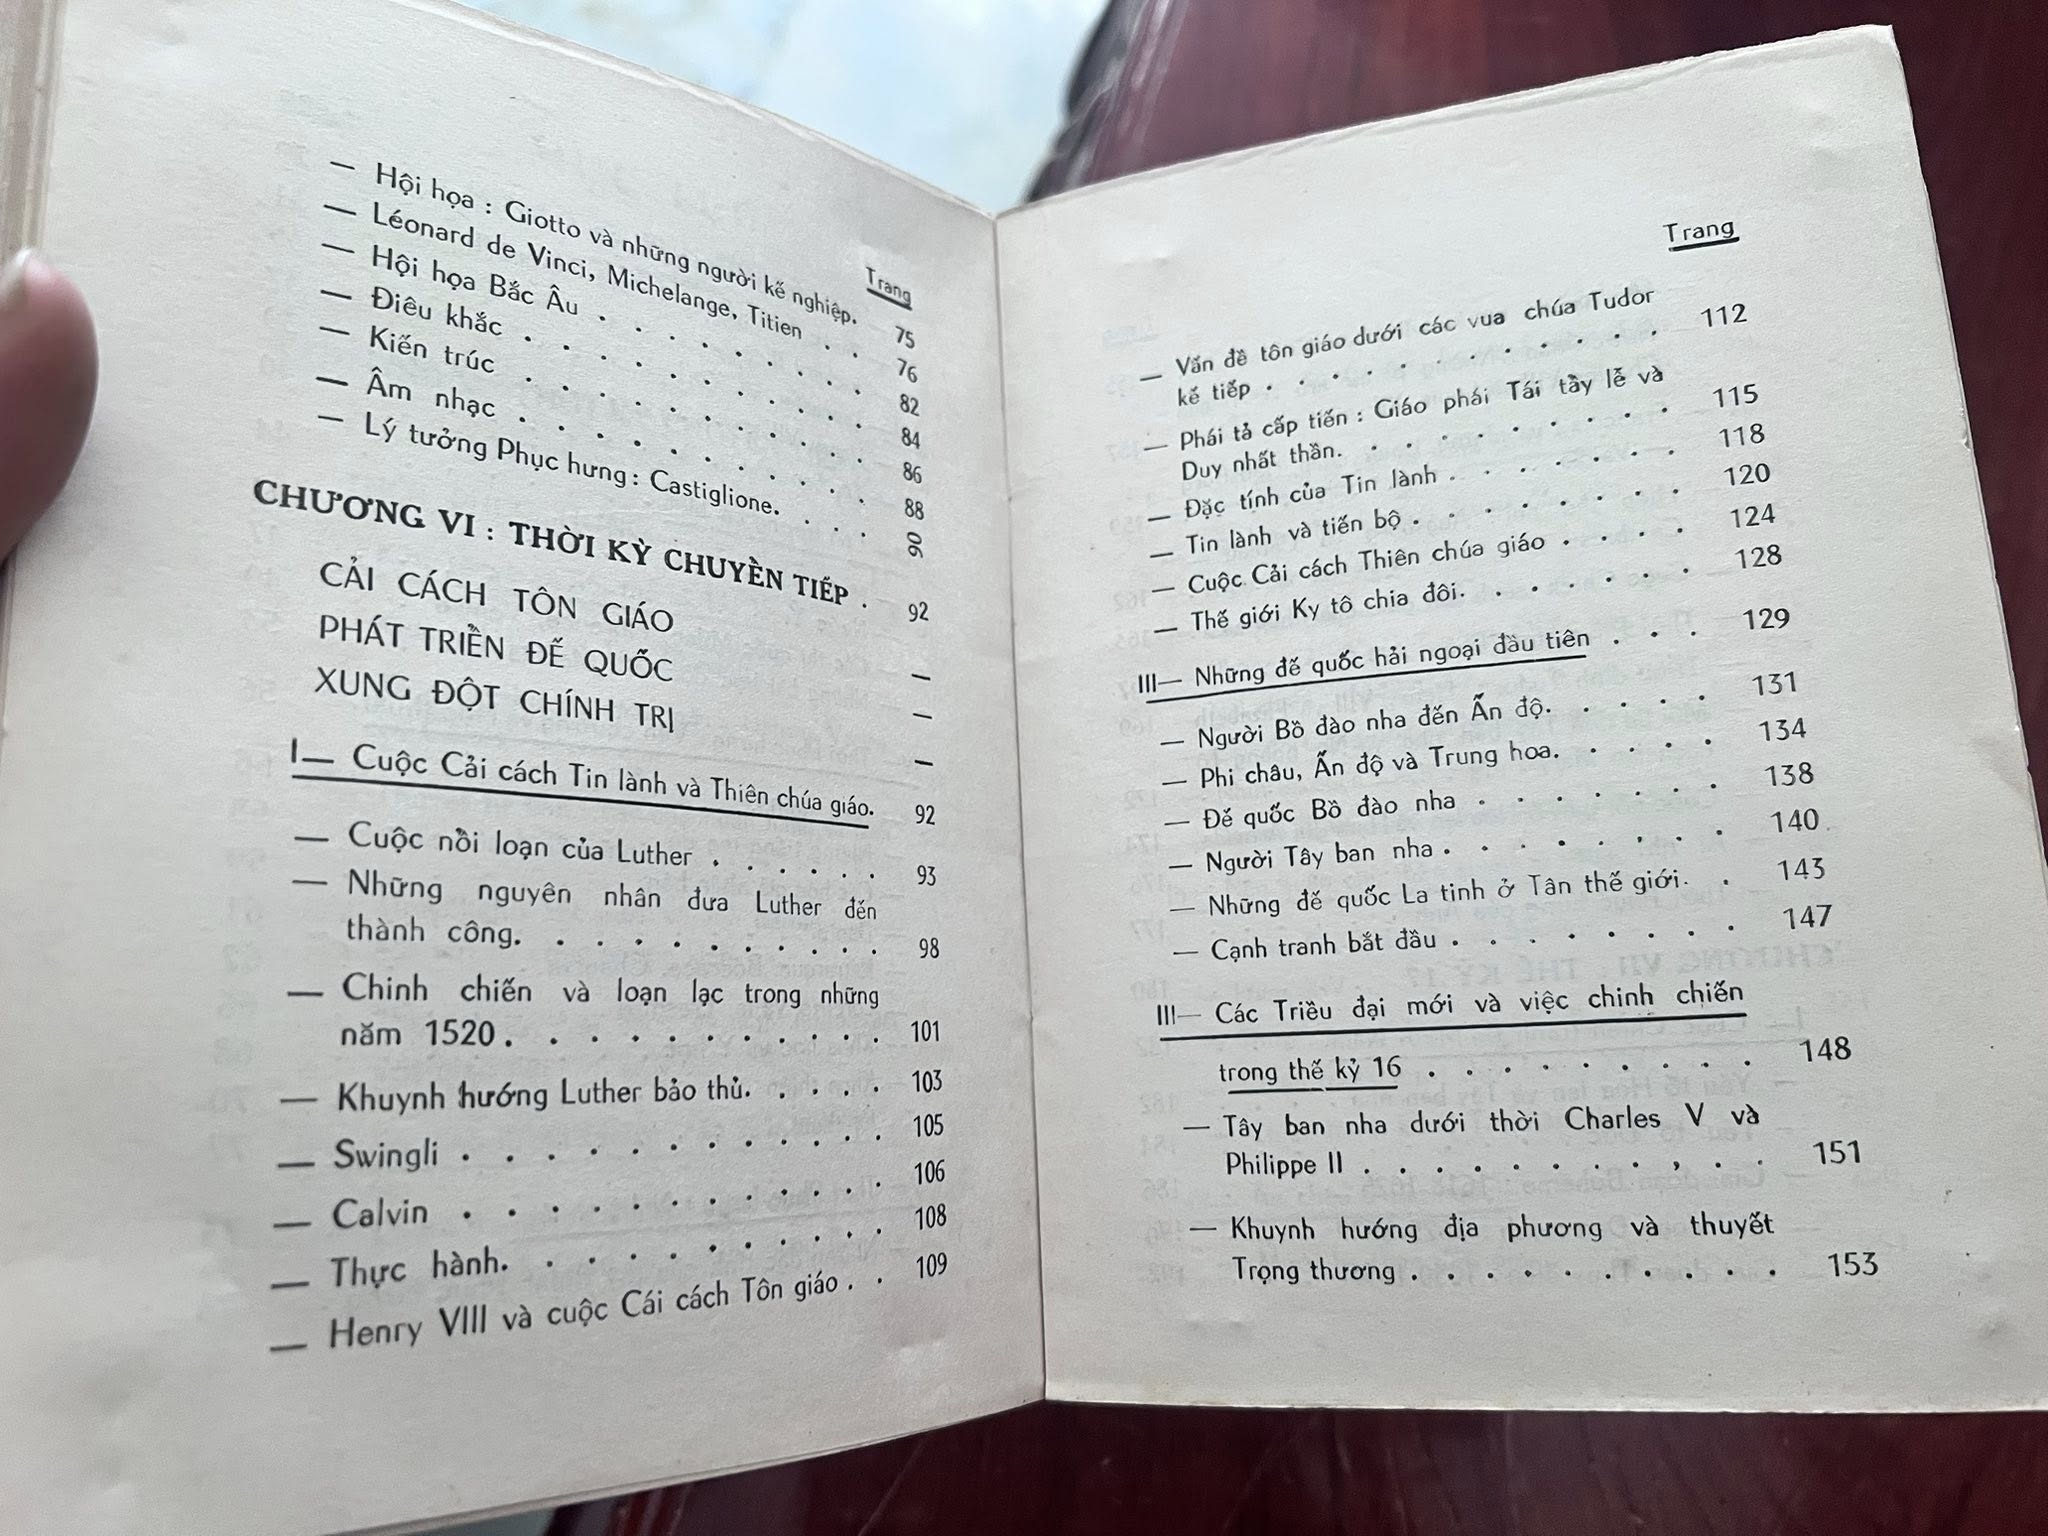 Trang
— Hội họa : Giotto và những người kế nghiệp. 75
— Léonard de Vinci, Michelange, Titien . . 76
— Hội họa Bắc Âu . . . . . . . 82
— Điêu khắc . . . . . . . . . 84
— Kiến trúc . . . . . . . . . 86
— Âm nhạc . . . . . . . . . 88
— Lý tưởng Phục hưng : Castiglione. . . . 90
CHƯƠNG VI : THỜI KỲ CHUYỂN TIẾP . 92
CẢI CÁCH TÔN GIÁO —
PHÁT TRIỂN ĐẾ QUỐC —
XUNG ĐỘT CHÍNH TRỊ —
I— Cuộc Cải cách Tin lành và Thiên chúa giáo. 92
— Cuộc nổi loạn của Luther . . . . . 93
— Những nguyên nhân đưa Luther đến
thành công. . . . . . . . . . . 98
— Chinh chiến và loạn lạc trong những
năm 1520 . . . . . . . . . . 101
— Khuynh hướng Luther bảo thủ. . . . . 103
— Swingli . . . . . . . . . . . 105
— Calvin . . . . . . . . . . . 106
— Thực hành. . . . . . . . . . 108
— Henry VIII và cuộc Cái cách Tôn giáo . . 109
Trang
— Vấn đề tôn giáo dưới các vua chúa Tudor
kế tiếp . . . . . . . . . . . 112
— Phái tả cấp tiến : Giáo phái Tái tẩy lễ và
Duy nhất thần. . . . . . . . . . 115
— Đặc tính của Tin lành . . . . . . . 118
— Tin lành và tiến bộ . . . . . . . . 120
— Cuộc Cải cách Thiên chúa giáo . . . . 124
— Thế giới Ky tô chia đôi. . . . . . . 128
III— Những đế quốc hải ngoại đầu tiên . . . 129
— Người Bồ đào nha đến Ấn độ. . . . . 131
— Phi châu, Ấn độ và Trung hoa. . . . . 134
— Đế quốc Bồ đào nha . . . . . . . 138
— Người Tây ban nha . . . . . . . . 140
— Những đế quốc La tinh ở Tân thế giới. . 143
— Cạnh tranh bắt đầu . . . . . . . . 147
III— Các Triều đại mới và việc chinh chiến
trong thế kỷ 16 . . . . . . . . . 148
— Tây ban nha dưới thời Charles V và
Philippe II . . . . . . . . . . . 151
— Khuynh hướng địa phương và thuyết
Trọng thương . . . . . . . . . . 153